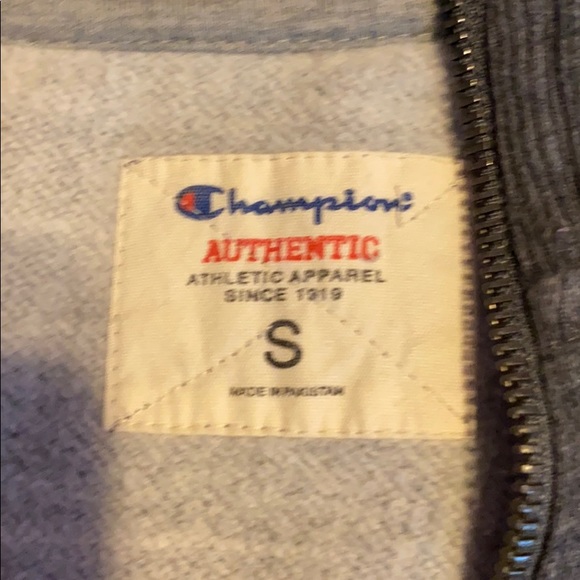 Champion
AUTHENTIC
ATHLETIC APPAREL
SINCE 1919
S
MADE IN PAKISTAN